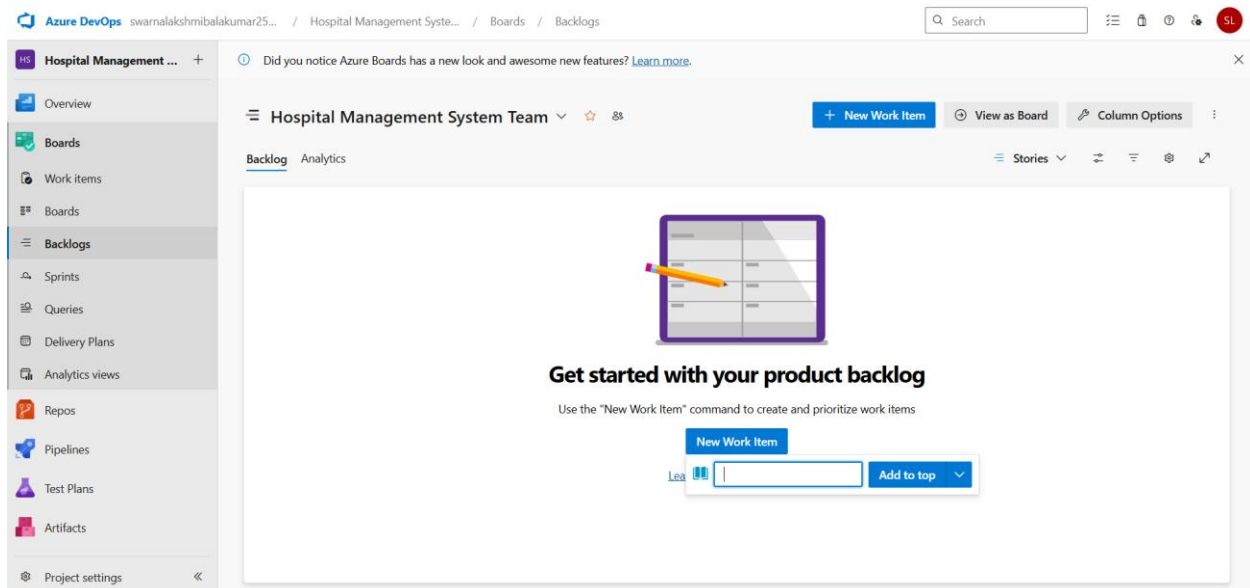 Azure DevOps swarnalakshmibalakumar25... / Hospital Management Syste... / Boards / Backlogs
Search
SL
HS Hospital Management ... +
Did you notice Azure Boards has a new look and awesome new features? Learn more.
Overview
Boards
Work items
Boards
Backlogs
Sprints
Queries
Delivery Plans
Analytics views
Repos
Pipelines
Test Plans
Artifacts
Project settings
Hospital Management System Team
+ New Work Item
View as Board
Column Options
Backlog Analytics
Stories
Get started with your product backlog
Use the "New Work Item" command to create and prioritize work items
New Work Item
Lea
Add to top